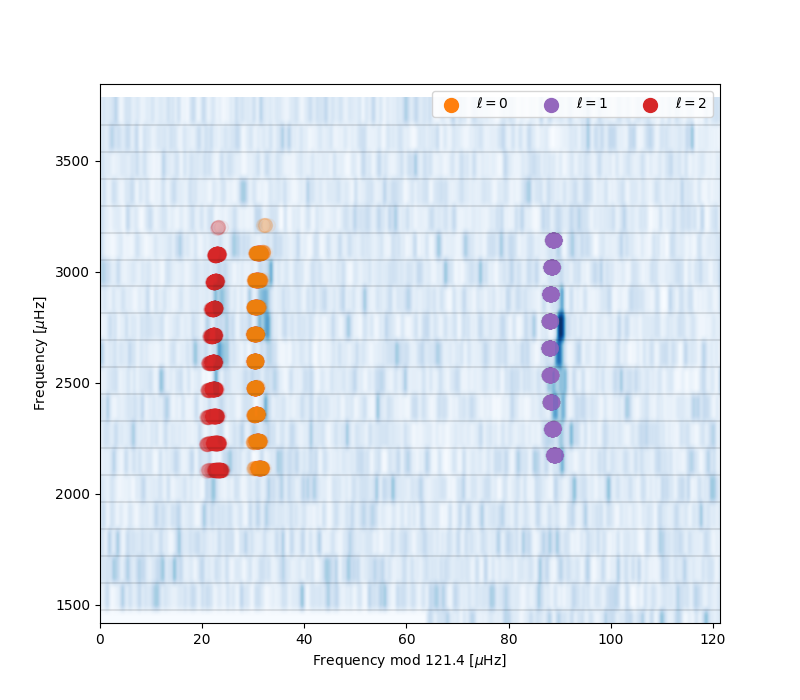 ℓ = 0 ℓ = 1 ℓ = 2
3500
3000
2500
2000
1500
Frequency [μHz]
0 20 40 60 80 100 120
Frequency mod 121.4 [μHz]